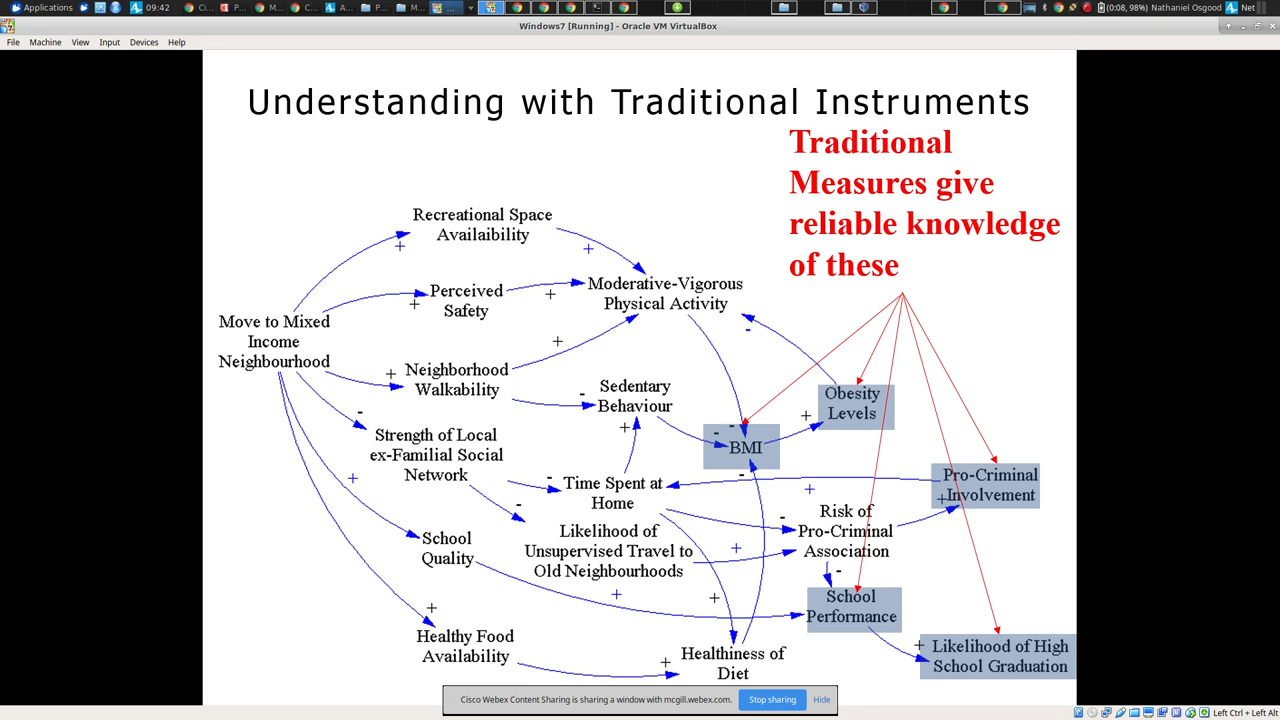 Applications
09:42
Ci...
P...
M...
C...
A...
P...
M...
(0:08, 98%)
Nathaniel Osgood
Net
Windows7 [Running] - Oracle VM VirtualBox
File
Machine
View
Input
Devices
Help
Understanding with Traditional Instruments
Traditional
Measures give
reliable knowledge
of these
Recreational Space
Availaibility
+
+
Perceived
Safety
+
+
Moderative-Vigorous
Physical Activity
Move to Mixed
Income
Neighbourhood
+
+
Neighborhood
Walkability
-
-
Sedentary
Behaviour
+
Obesity
Levels
-
-
-
+
BMI
Strength of Local
ex-Familial Social
Network
+
-
-
Time Spent at
Home
-
-
+
Pro-Criminal
Involvement
+
Risk of
Pro-Criminal
Association
-
Likelihood of
Unsupervised Travel to
Old Neighbourhoods
+
School
Quality
+
+
School
Performance
+
Healthy Food
Availability
+
Healthiness of
Diet
+
Likelihood of High
School Graduation
Cisco Webex Content Sharing is sharing a window with mcgill.webex.com.
Stop sharing
Hide
Left Ctrl + Left Alt